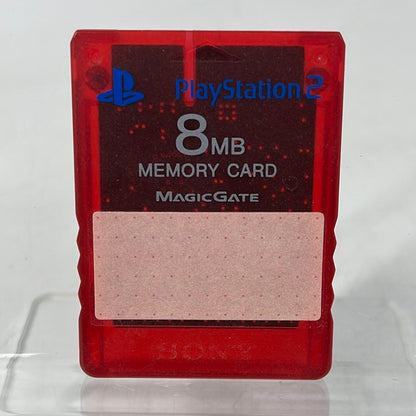 PlayStation 2
8MB
MEMORY CARD
MAGICGATE
SONY